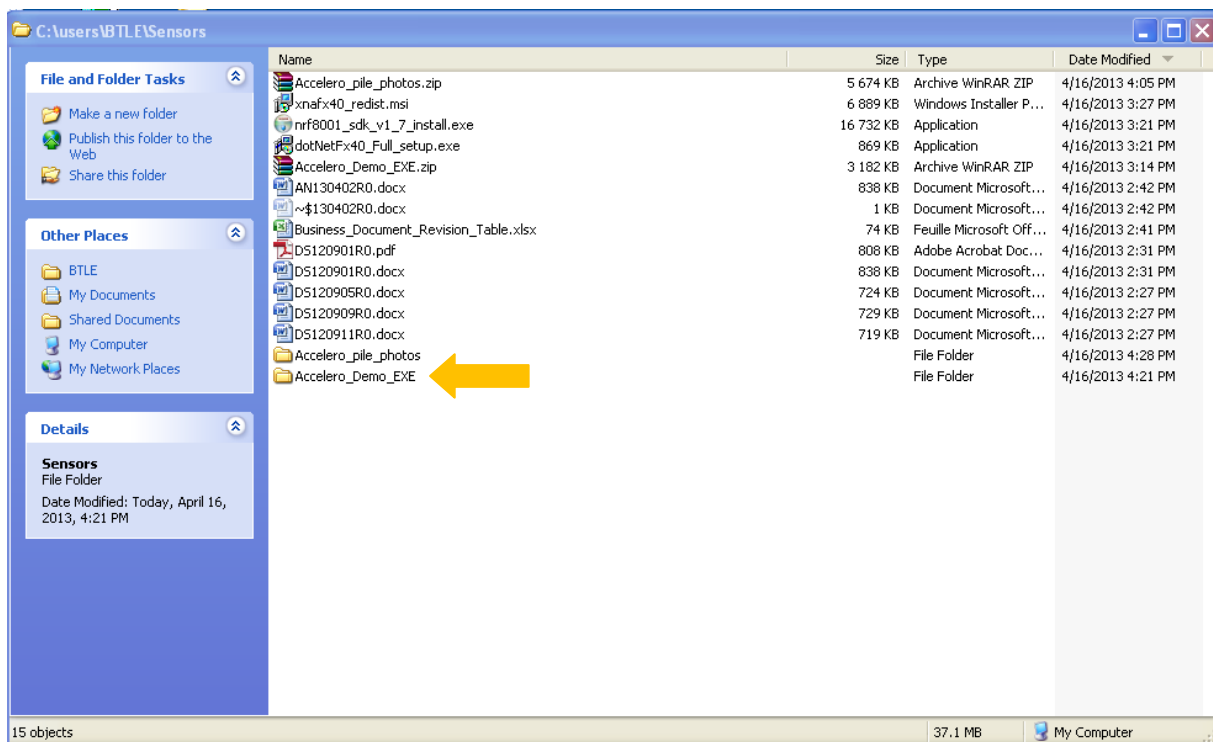 C:\users\BTLE\Sensors
File and Folder Tasks
Make a new folder
Publish this folder to the
Web
Share this folder
Other Places
BTLE
My Documents
Shared Documents
My Computer
My Network Places
Details
Sensors
File Folder
Date Modified: Today, April 16,
2013, 4:21 PM
Name Size Type Date Modified
Accelero_pile_photos.zip 5 674 KB Archive WinRAR ZIP 4/16/2013 4:05 PM
xnafx40_redist.msi 6 889 KB Windows Installer P... 4/16/2013 3:27 PM
nrf8001_sdk_v1_7_install.exe 16 732 KB Application 4/16/2013 3:21 PM
dotNetFx40_Full_setup.exe 869 KB Application 4/16/2013 3:21 PM
Accelero_Demo_EXE.zip 3 182 KB Archive WinRAR ZIP 4/16/2013 3:14 PM
AN130402R0.docx 838 KB Document Microsoft... 4/16/2013 2:42 PM
~$130402R0.docx 1 KB Document Microsoft... 4/16/2013 2:42 PM
Business_Document_Revision_Table.xlsx 74 KB Feuille Microsoft Off... 4/16/2013 2:41 PM
DS120901R0.pdf 808 KB Adobe Acrobat Doc... 4/16/2013 2:31 PM
DS120901R0.docx 838 KB Document Microsoft... 4/16/2013 2:31 PM
DS120905R0.docx 724 KB Document Microsoft... 4/16/2013 2:27 PM
DS120909R0.docx 729 KB Document Microsoft... 4/16/2013 2:27 PM
DS120911R0.docx 719 KB Document Microsoft... 4/16/2013 2:27 PM
Accelero_pile_photos File Folder 4/16/2013 4:28 PM
Accelero_Demo_EXE File Folder 4/16/2013 4:21 PM
15 objects 37.1 MB My Computer